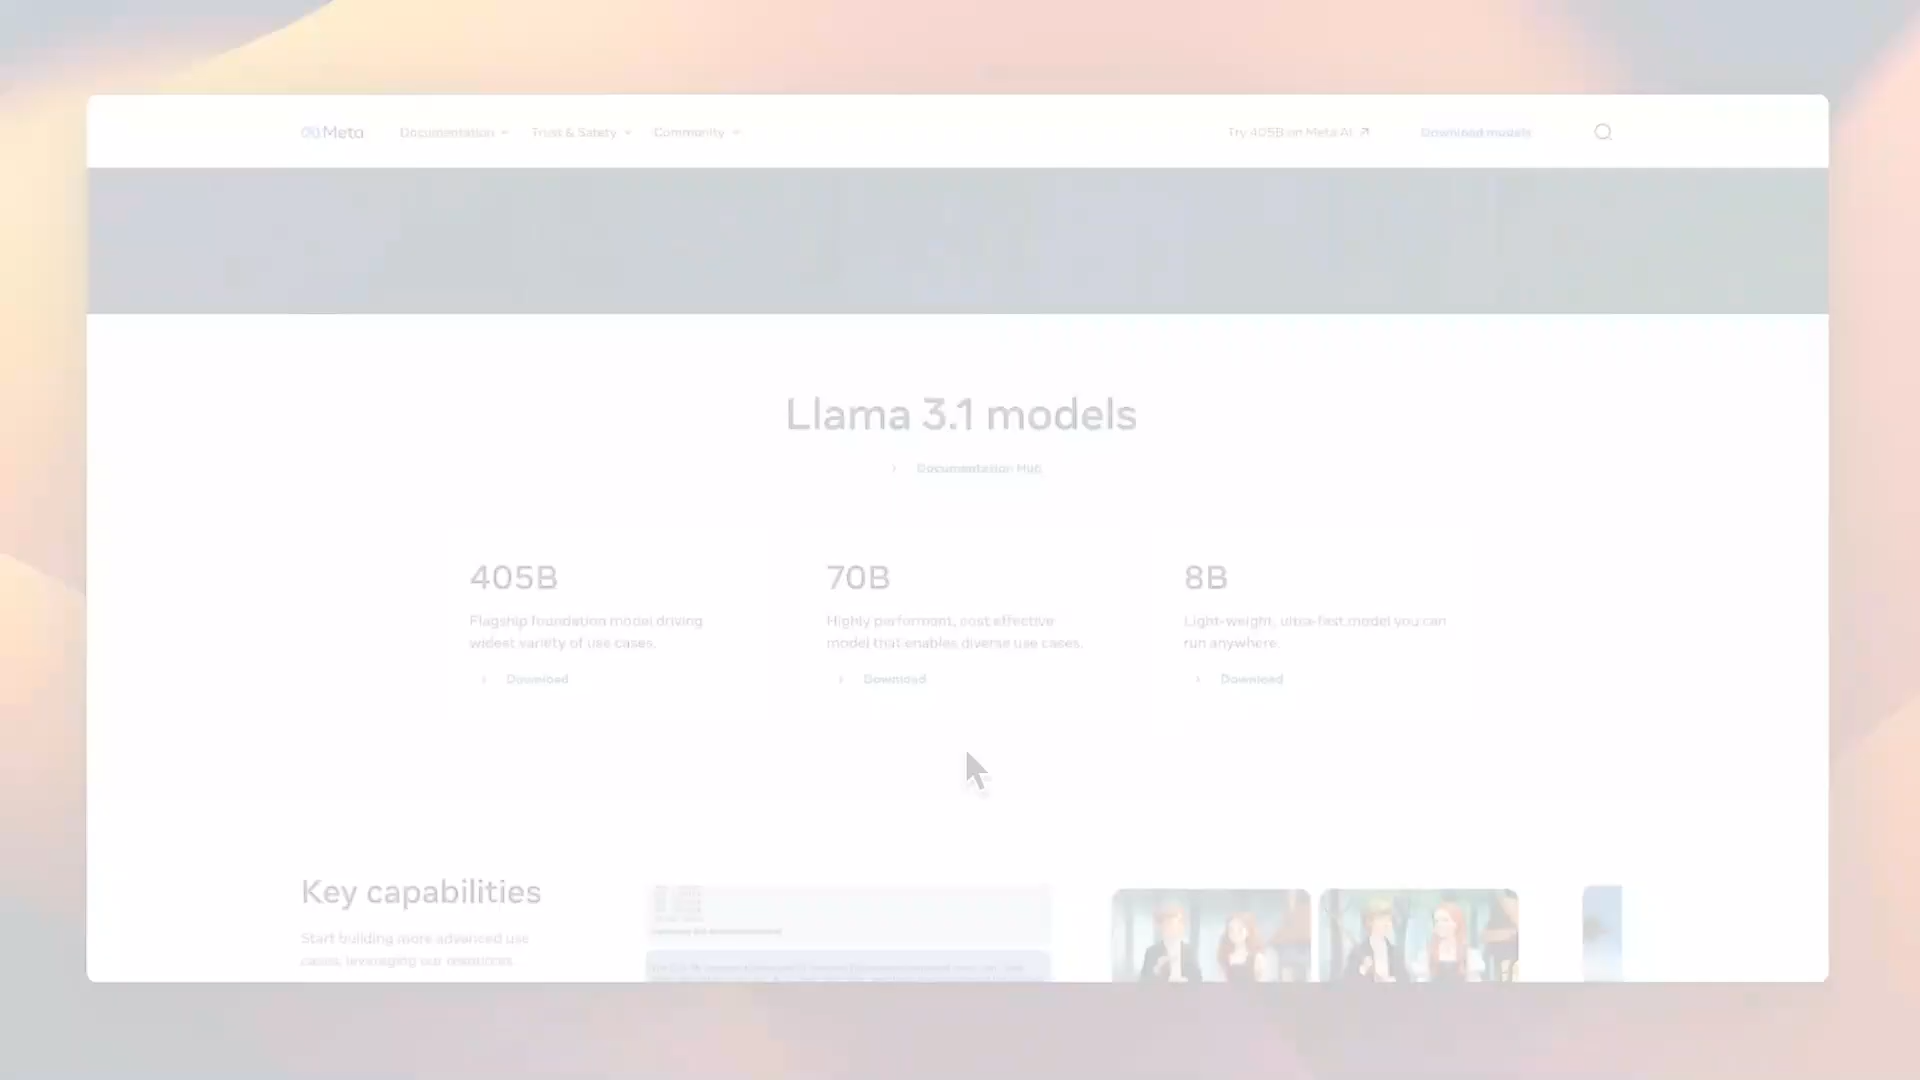 Meta
Documentation
Trust & Safety
Community
Try 405B on Meta AI
Download models
Llama 3.1 models
Documentation Hub
405B
Flagship foundation model driving
widest variety of use cases.
Download
70B
Highly performant, cost effective
model that enables diverse use cases.
Download
8B
Light-weight, ultra-fast model you can
run anywhere.
Download
Key capabilities
Start building more advanced use
cases, leveraging our resources.